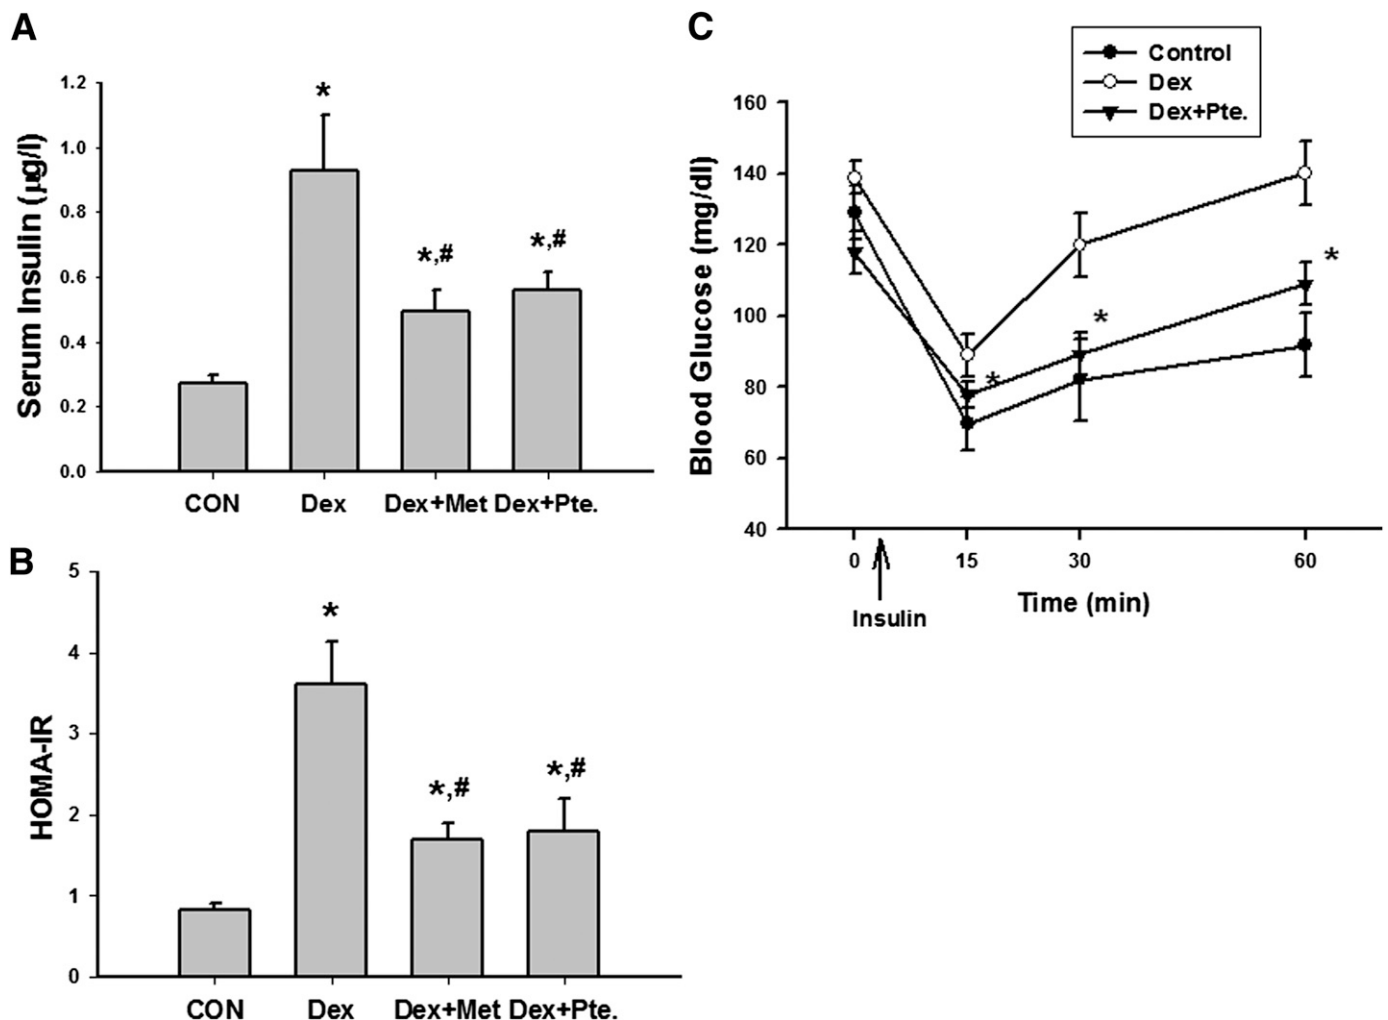 A
Serum Insulin (µg/l)
1.2
1.0
0.8
0.6
0.4
0.2
0.0
*
*,#
*,#
CON Dex Dex+Met Dex+Pte.
B
HOMA-IR
5
4
3
2
1
0
*
*,#
*,#
CON Dex Dex+Met Dex+Pte.
C
Control
Dex
Dex+Pte.
Blood Glucose (mg/dl)
160
140
120
100
80
60
40
*
*
*
0 15 30 60
Insulin
Time (min)